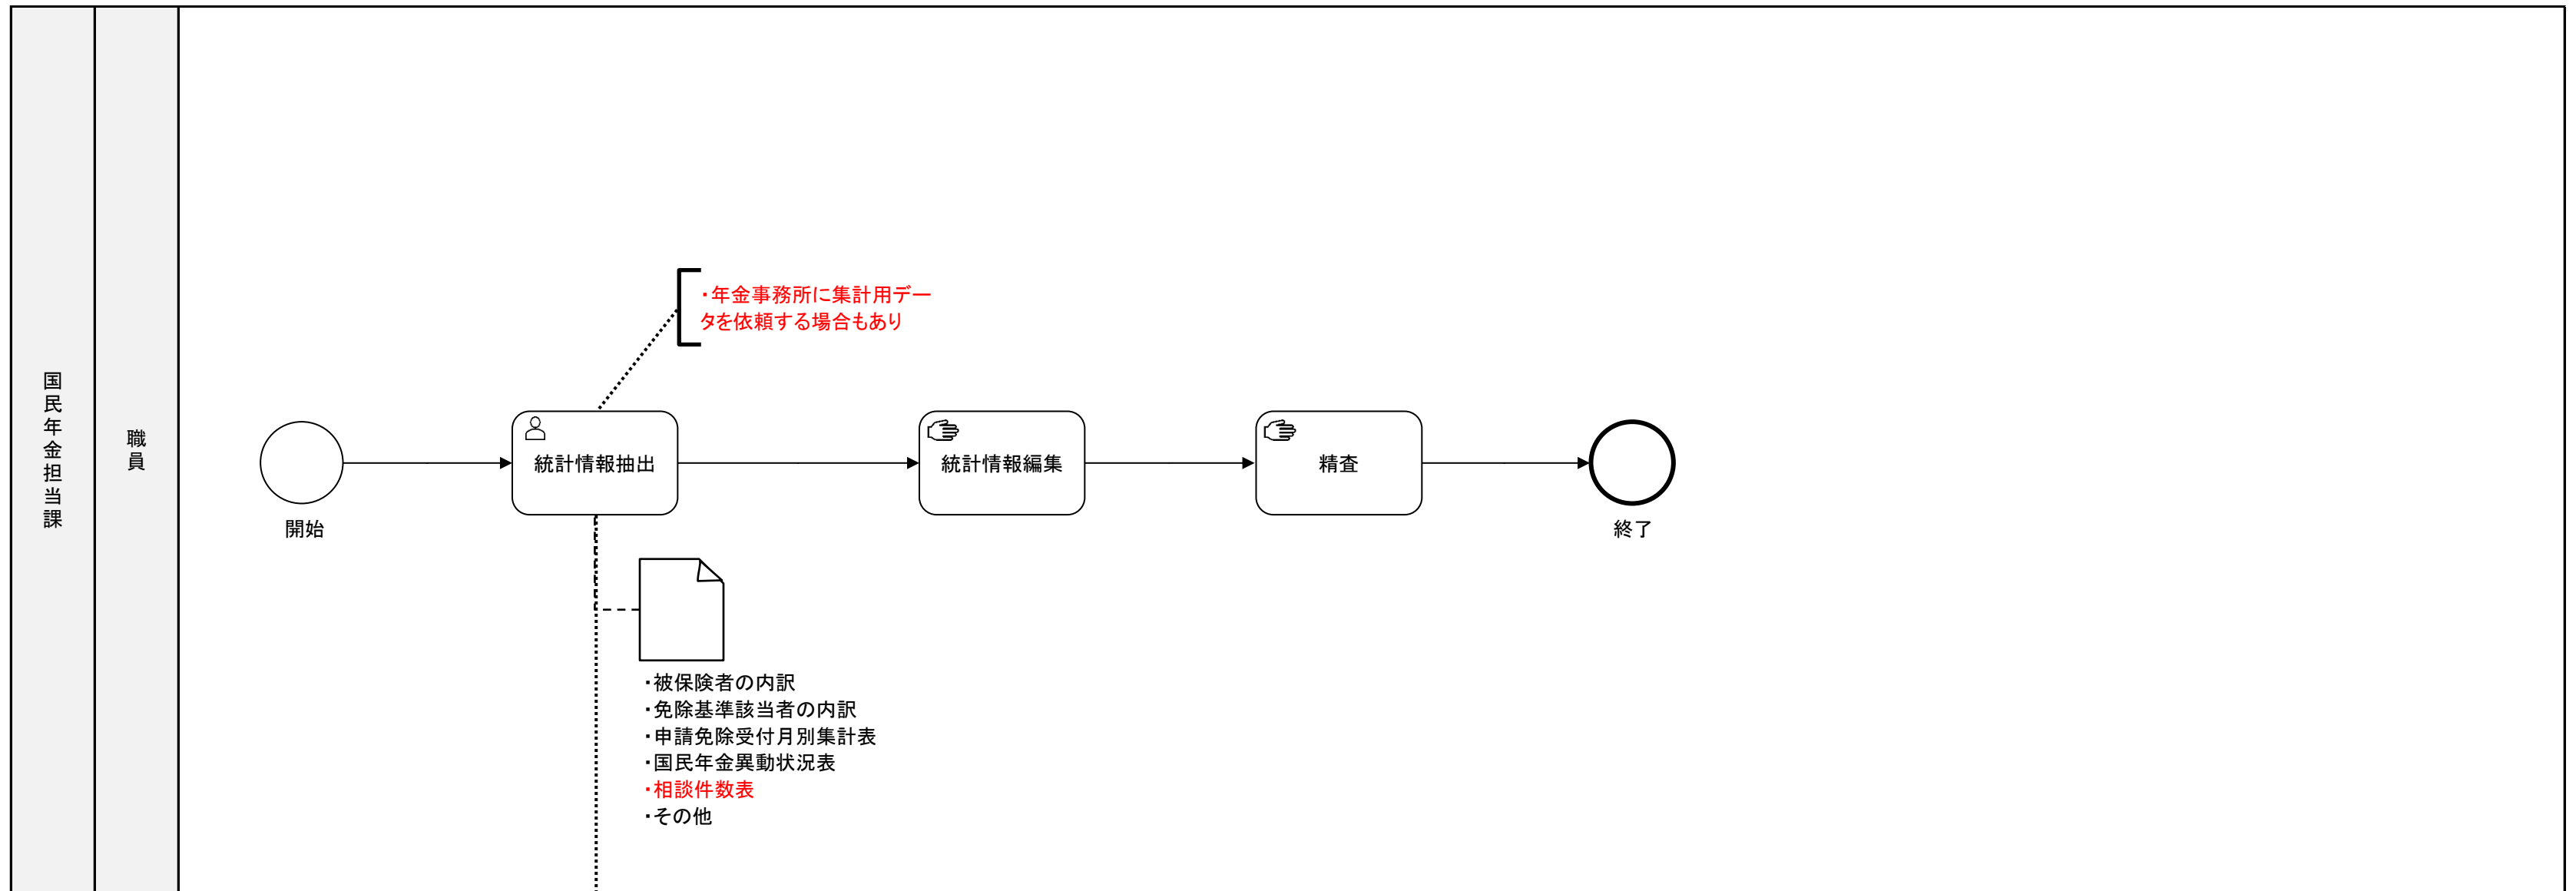 国民年金担当課
職員
・年金事務所に集計用デー
タを依頼する場合もあり
統計情報抽出
統計情報編集
精査
開始
終了
・被保険者の内訳
・免除基準該当者の内訳
・申請免除受付月別集計表
・国民年金異動状況表
・相談件数表
・その他